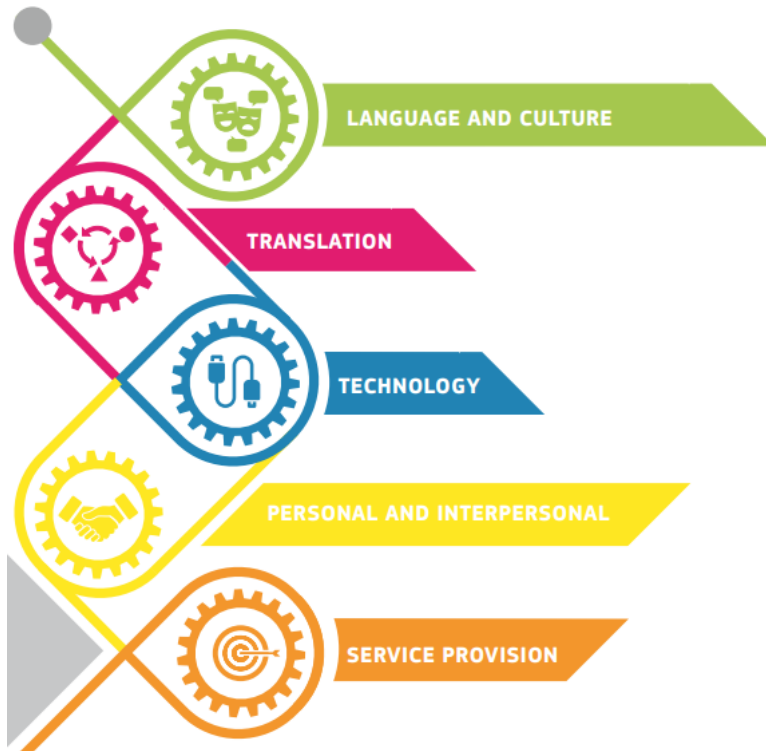 LANGUAGE AND CULTURE
TRANSLATION
TECHNOLOGY
PERSONAL AND INTERPERSONAL
SERVICE PROVISION